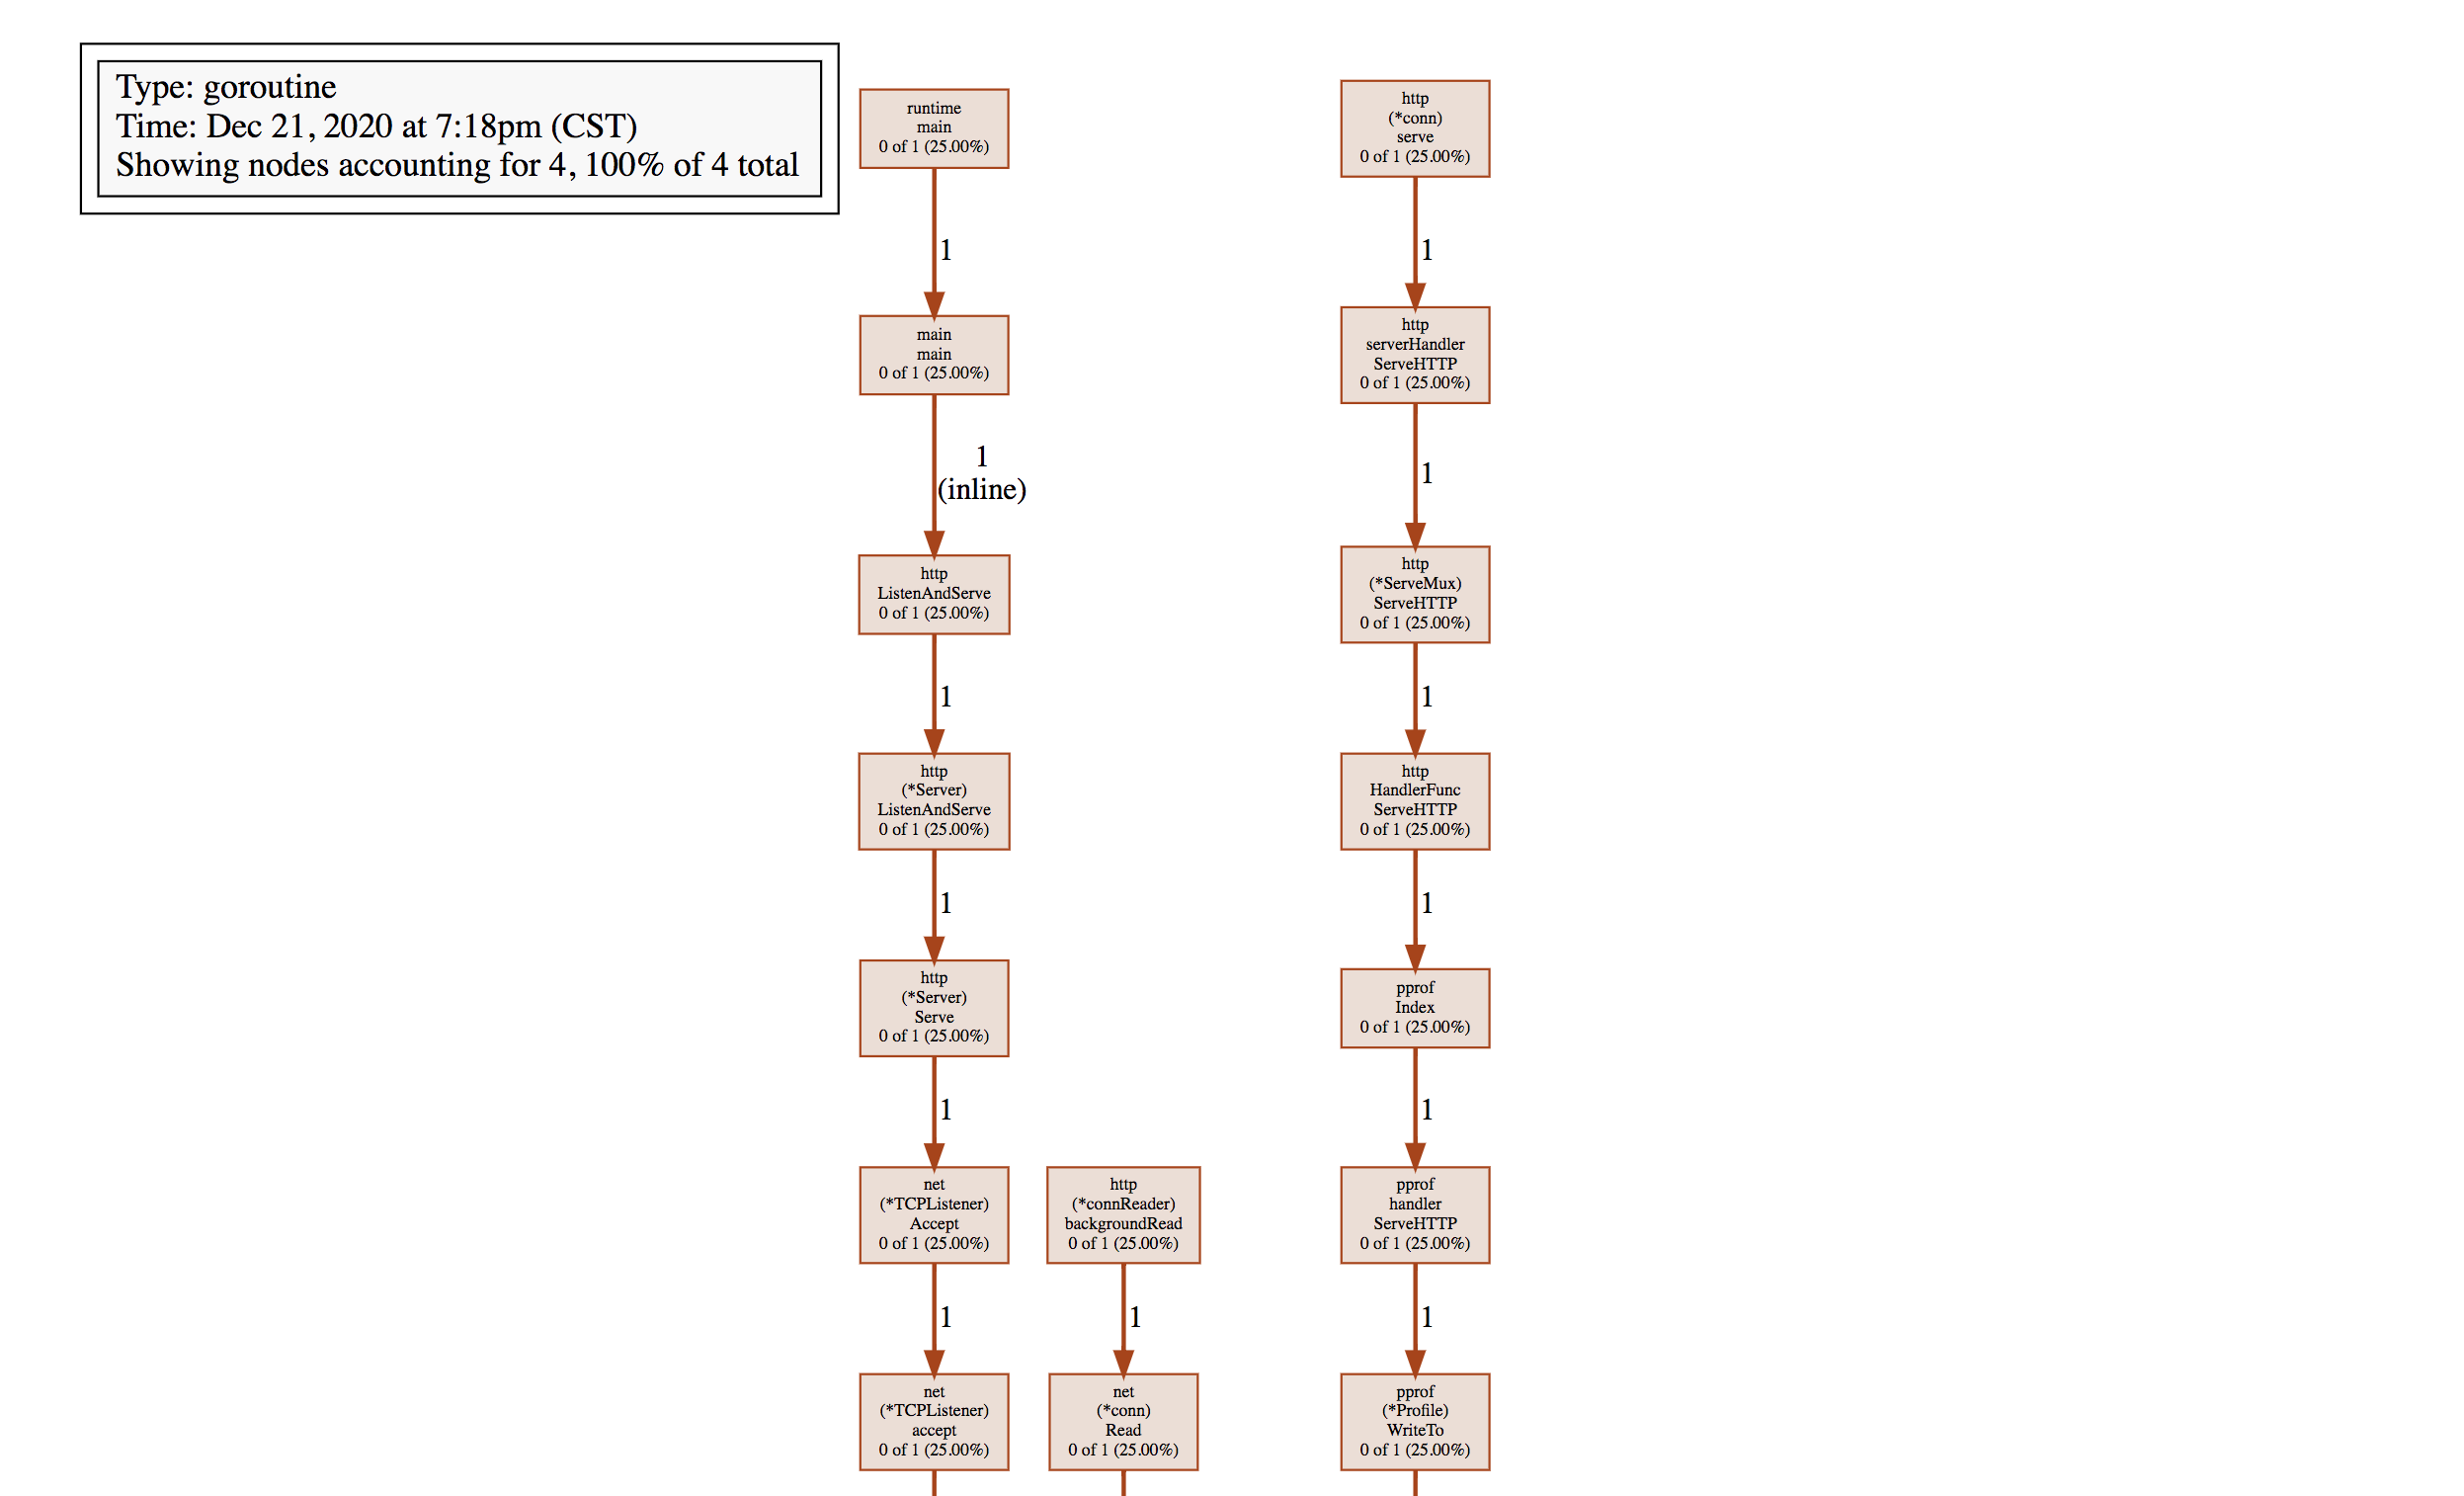 Type: goroutine
Time: Dec 21, 2020 at 7:18pm (CST)
Showing nodes accounting for 4, 100% of 4 total
runtime
main
0 of 1 (25.00%)
1
main
main
0 of 1 (25.00%)
1
(inline)
http
ListenAndServe
0 of 1 (25.00%)
1
http
(*Server)
ListenAndServe
0 of 1 (25.00%)
1
http
(*Server)
Serve
0 of 1 (25.00%)
1
net
(*TCPListener)
Accept
0 of 1 (25.00%)
1
net
(*TCPListener)
accept
0 of 1 (25.00%)
http
(*connReader)
backgroundRead
0 of 1 (25.00%)
1
net
(*conn)
Read
0 of 1 (25.00%)
http
(*conn)
serve
0 of 1 (25.00%)
1
http
serverHandler
ServeHTTP
0 of 1 (25.00%)
1
http
(*ServeMux)
ServeHTTP
0 of 1 (25.00%)
1
http
HandlerFunc
ServeHTTP
0 of 1 (25.00%)
1
pprof
Index
0 of 1 (25.00%)
1
pprof
handler
ServeHTTP
0 of 1 (25.00%)
1
pprof
(*Profile)
WriteTo
0 of 1 (25.00%)